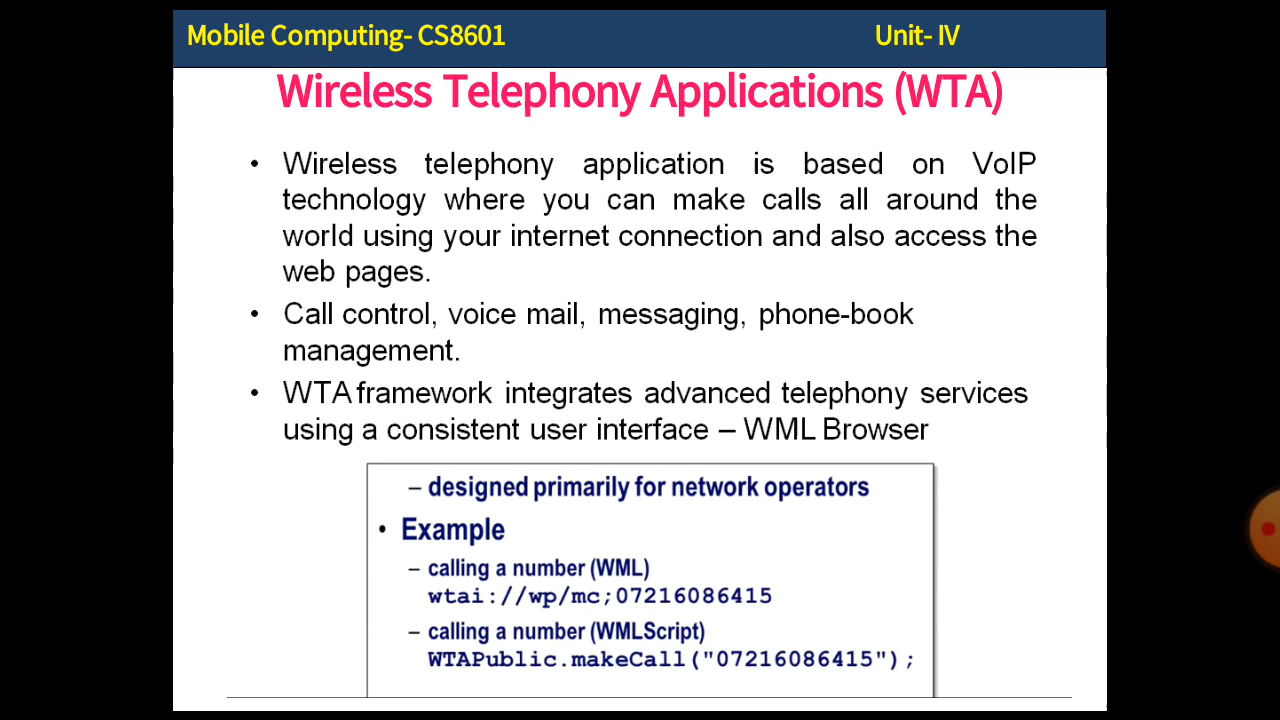 Mobile Computing- CS8601 Unit- IV
Wireless Telephony Applications (WTA)
• Wireless telephony application is based on VoIP
technology where you can make calls all around the
world using your internet connection and also access the
web pages.
• Call control, voice mail, messaging, phone-book
management.
• WTA framework integrates advanced telephony services
using a consistent user interface – WML Browser
– designed primarily for network operators
• Example
– calling a number (WML)
wtai://wp/mc;07216086415
– calling a number (WMLScript)
WTAPublic.makeCall("07216086415");